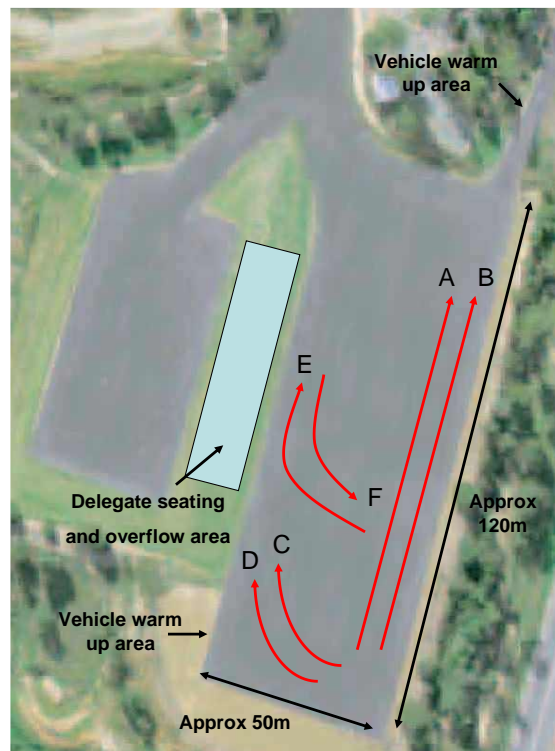 Vehicle warm
up area
A
B
E
F
Delegate seating
and overflow area
Approx
120m
C
D
Vehicle warm
up area
Approx 50m